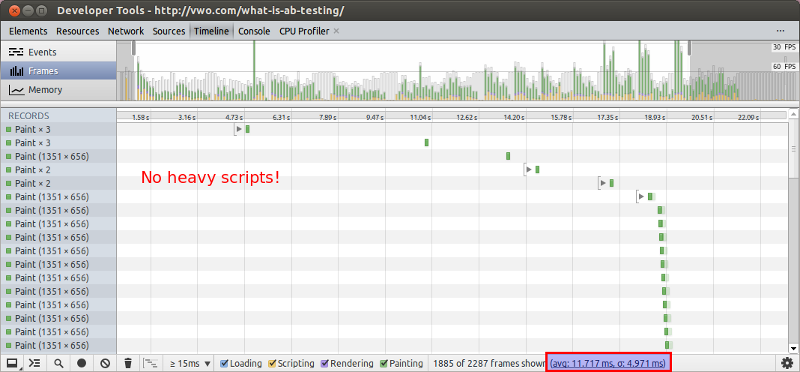 Developer Tools - http://vwo.com/what-is-ab-testing/
Elements Resources Network Sources Timeline Console CPU Profiler ×
Events
Frames
Memory
30 FPS
60 FPS
RECORDS
1.58 s 3.16 s 4.73 s 6.31 s 7.89 s 9.47 s 11.04 s 12.62 s 14.20 s 15.78 s 17.35 s 18.93 s 20.51 s 22.09 s
Paint × 3
Paint × 3
Paint (1351 × 656)
Paint × 2
Paint × 2
Paint (1351 × 656)
Paint (1351 × 656)
Paint (1351 × 656)
Paint (1351 × 656)
Paint (1351 × 656)
Paint (1351 × 656)
Paint (1351 × 656)
Paint (1351 × 656)
Paint (1351 × 656)
Paint (1351 × 656)
Paint (1351 × 656)
Paint (1351 × 656)
No heavy scripts!
≥ 15ms ▼ Loading Scripting Rendering Painting 1885 of 2287 frames shown (avg: 11.717 ms, σ: 4.971 ms)